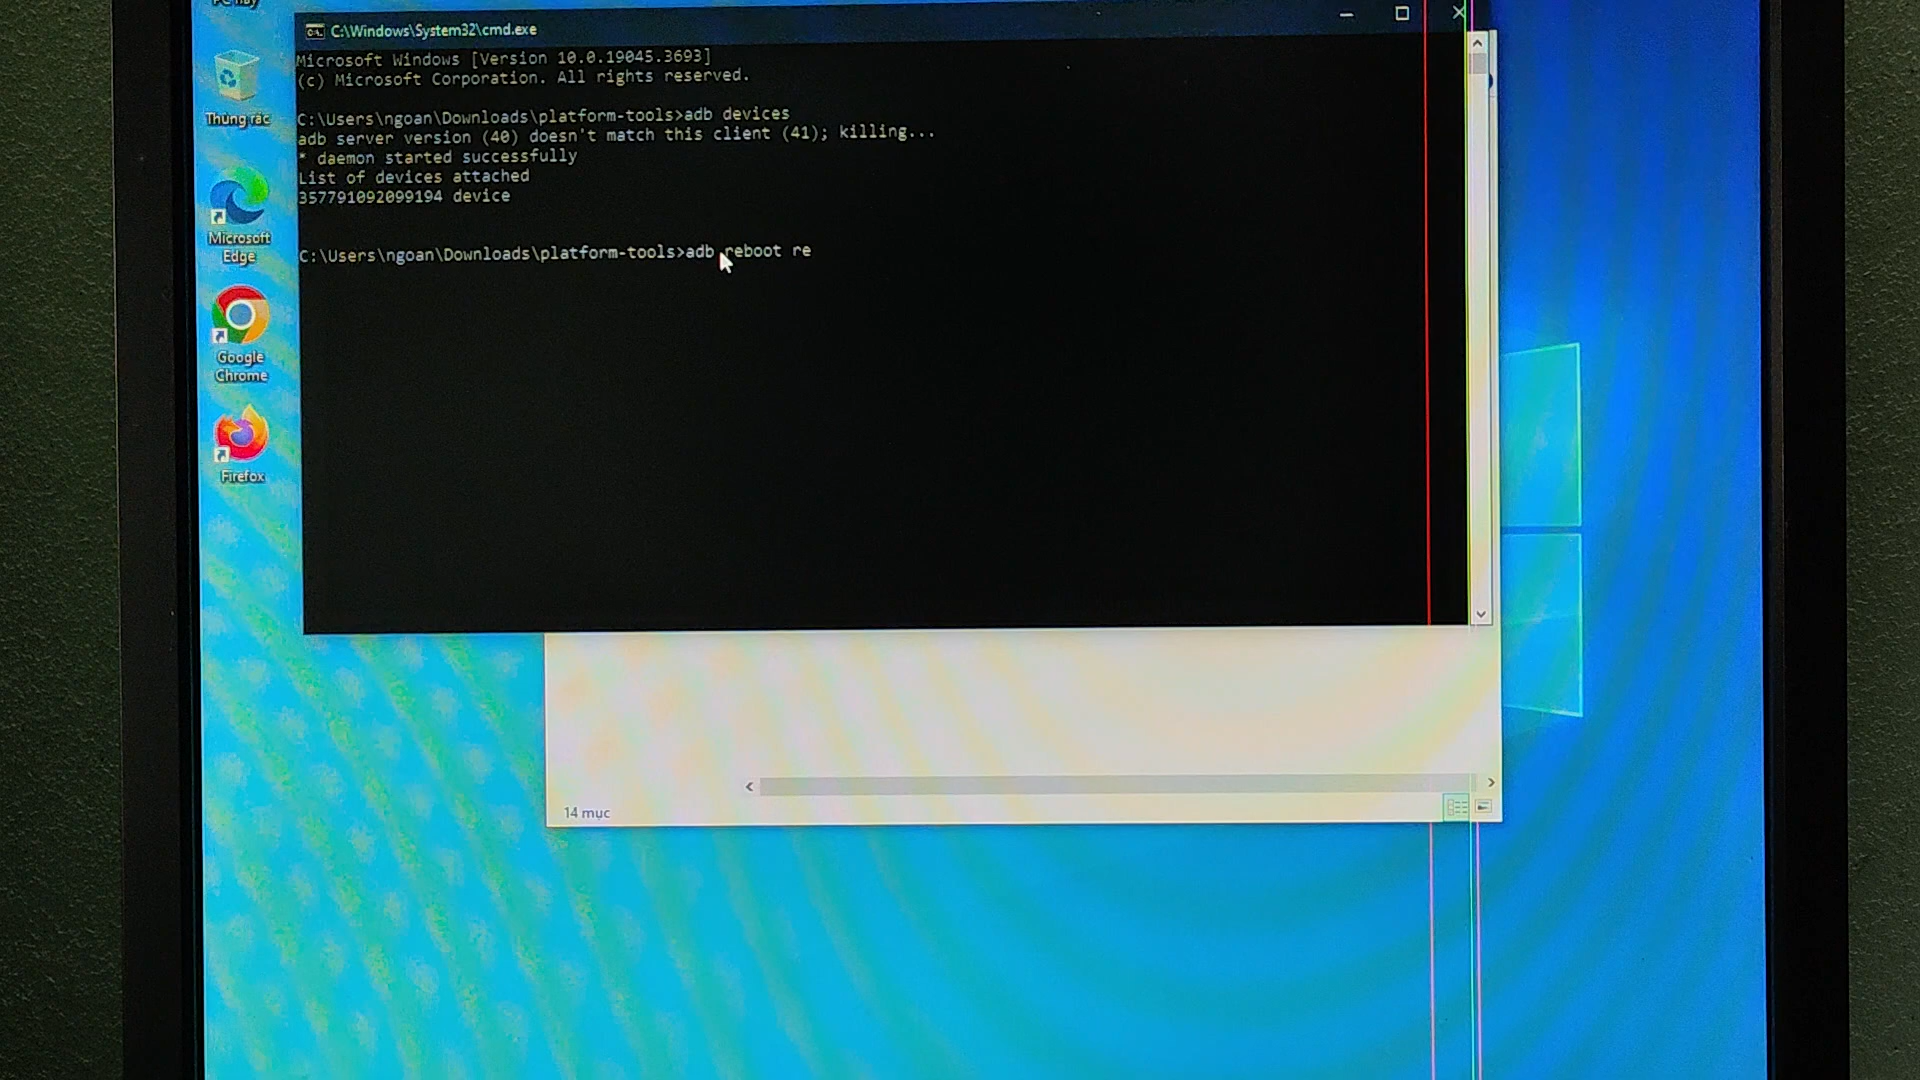 C:\Windows\System32\cmd.exe
Microsoft Windows [Version 10.0.19045.3693]
(c) Microsoft Corporation. All rights reserved.
C:\Users\ngoan\Downloads\platform-tools>adb devices
adb server version (40) doesn't match this client (41); killing...
* daemon started successfully
List of devices attached
357791092099194 device
C:\Users\ngoan\Downloads\platform-tools>adb reboot re
Thùng rác
Microsoft
Edge
Google
Chrome
Firefox
14 mục